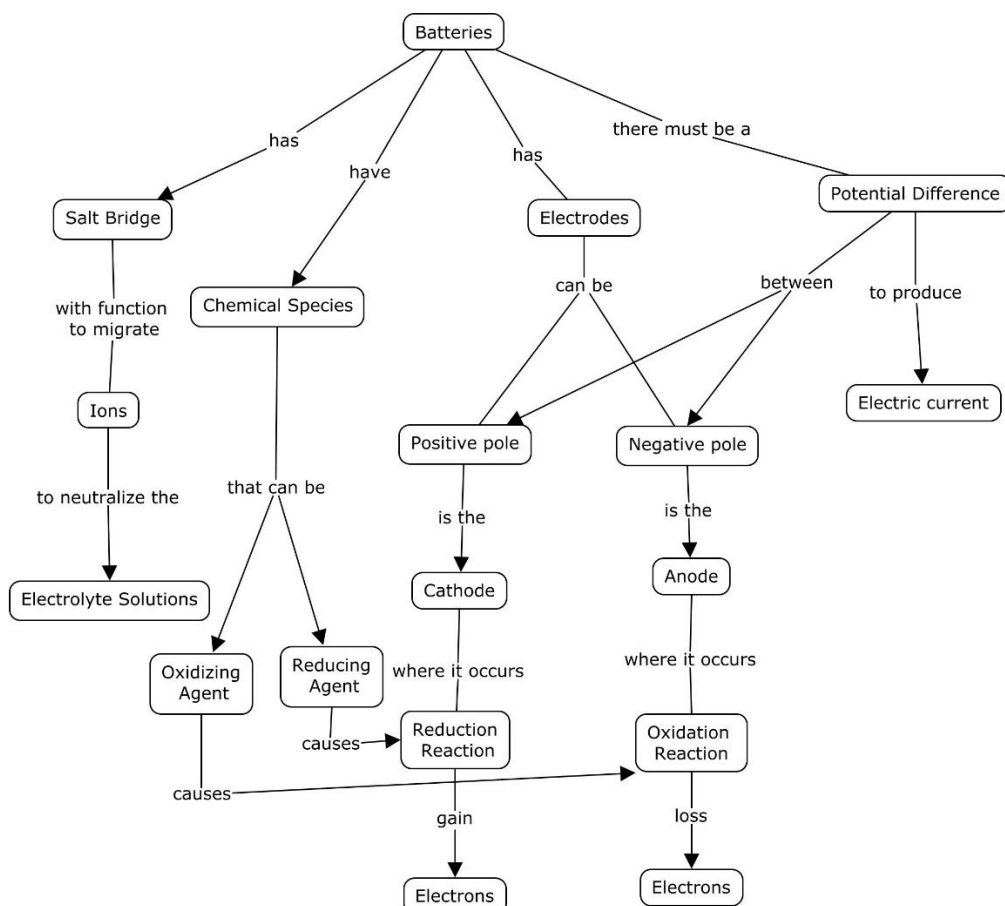 Batteries
has
have
has
there must be a
Salt Bridge
Electrodes
Potential Difference
with function
to migrate
Chemical Species
can be
between
to produce
Ions
Electric current
Positive pole
Negative pole
to neutralize the
that can be
is the
is the
Electrolyte Solutions
Cathode
Anode
Oxidizing
Agent
Reducing
Agent
where it occurs
where it occurs
causes
Reduction
Reaction
Oxidation
Reaction
causes
gain
loss
Electrons
Electrons